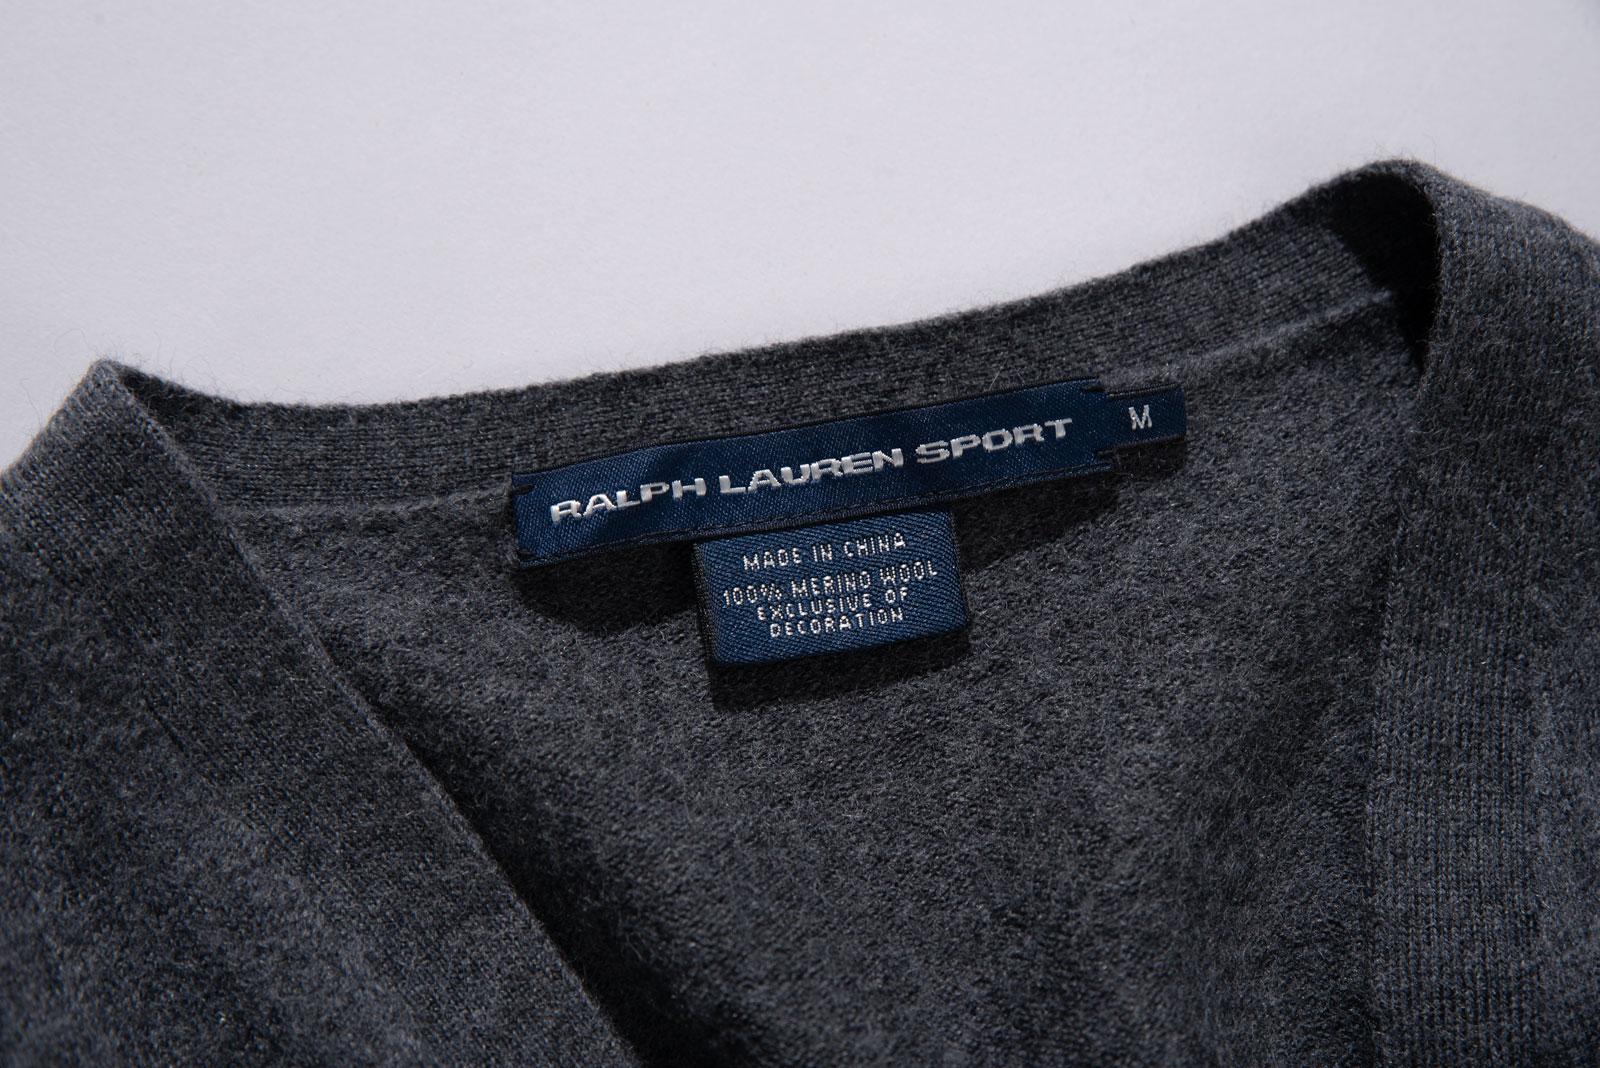 RALPH LAUREN SPORT
M
MADE IN CHINA
100% MERINO WOOL
EXCLUSIVE OF
DECORATION